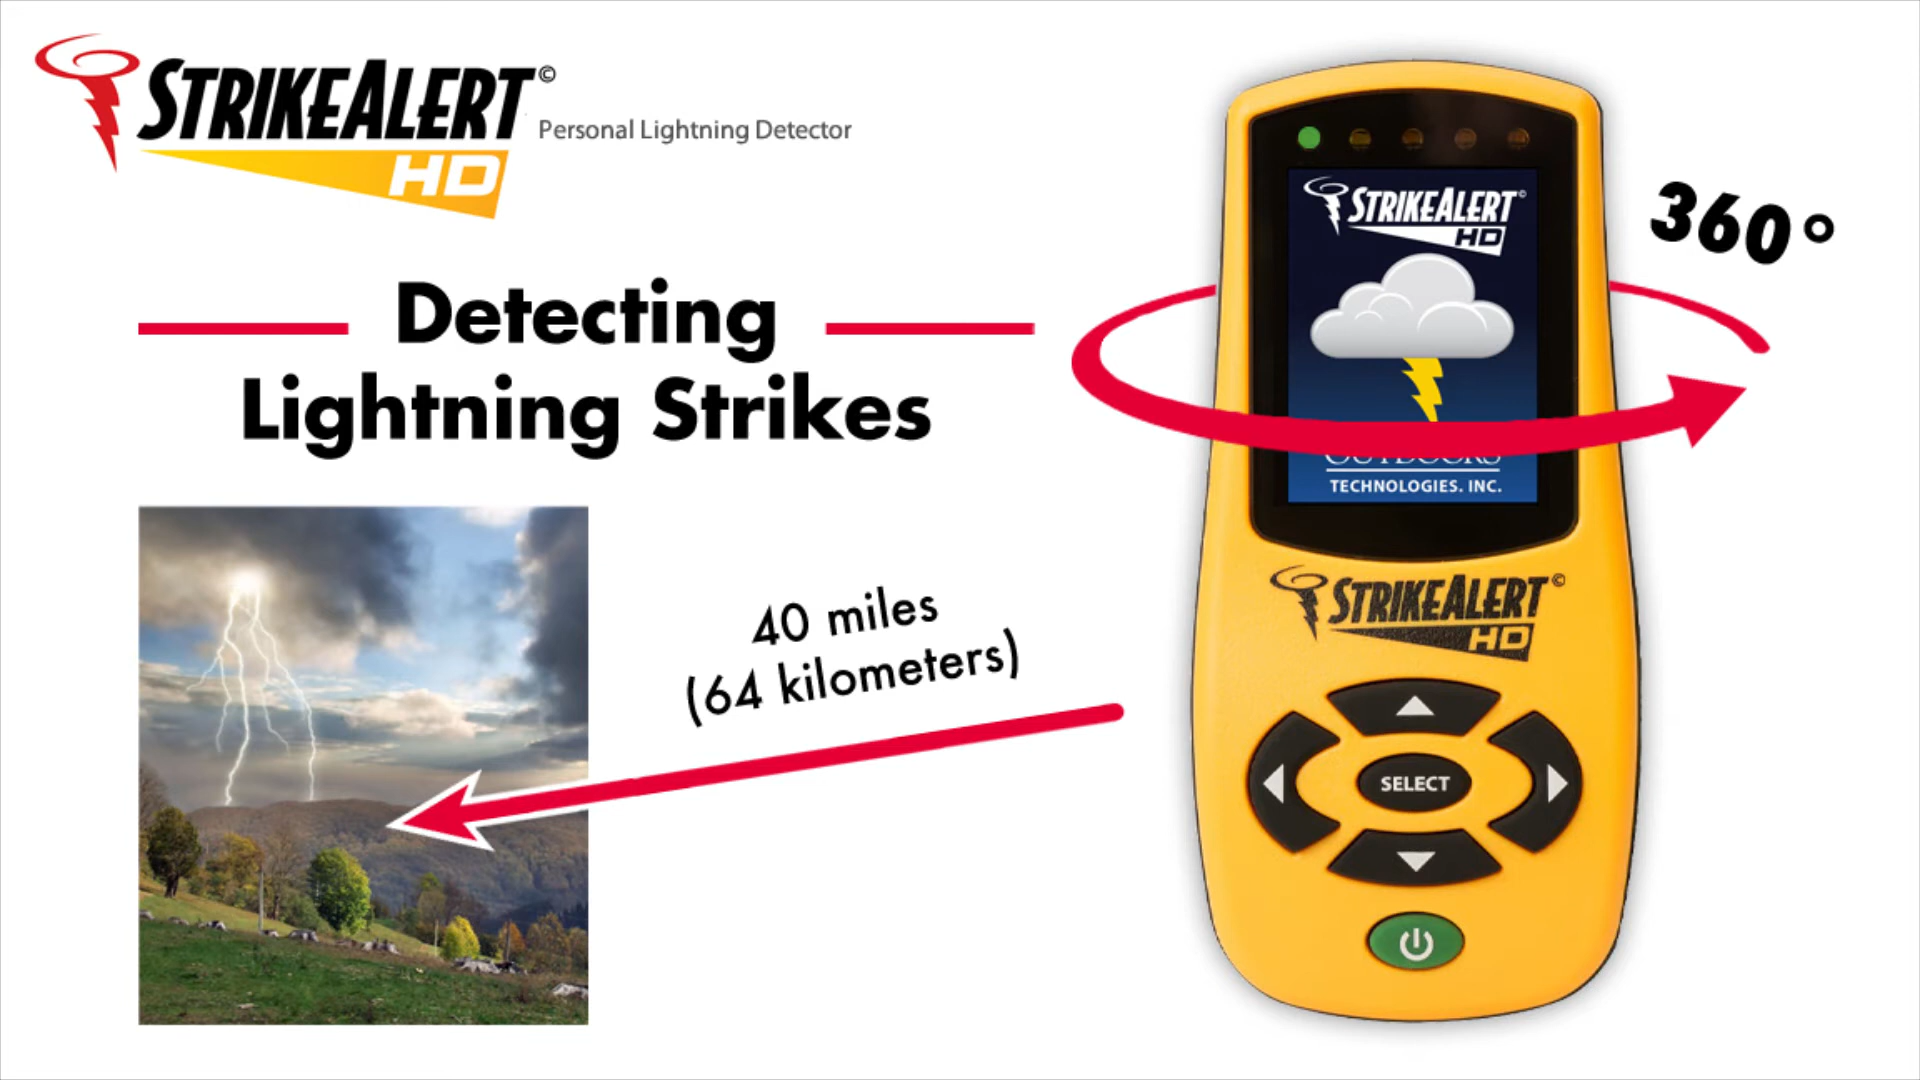 STRIKEALERT©
HD
Personal Lightning Detector
Detecting
Lightning Strikes
40 miles
(64 kilometers)
360°
STRIKEALERT©
HD
OUTDOORS
TECHNOLOGIES. INC.
STRIKEALERT©
HD
SELECT